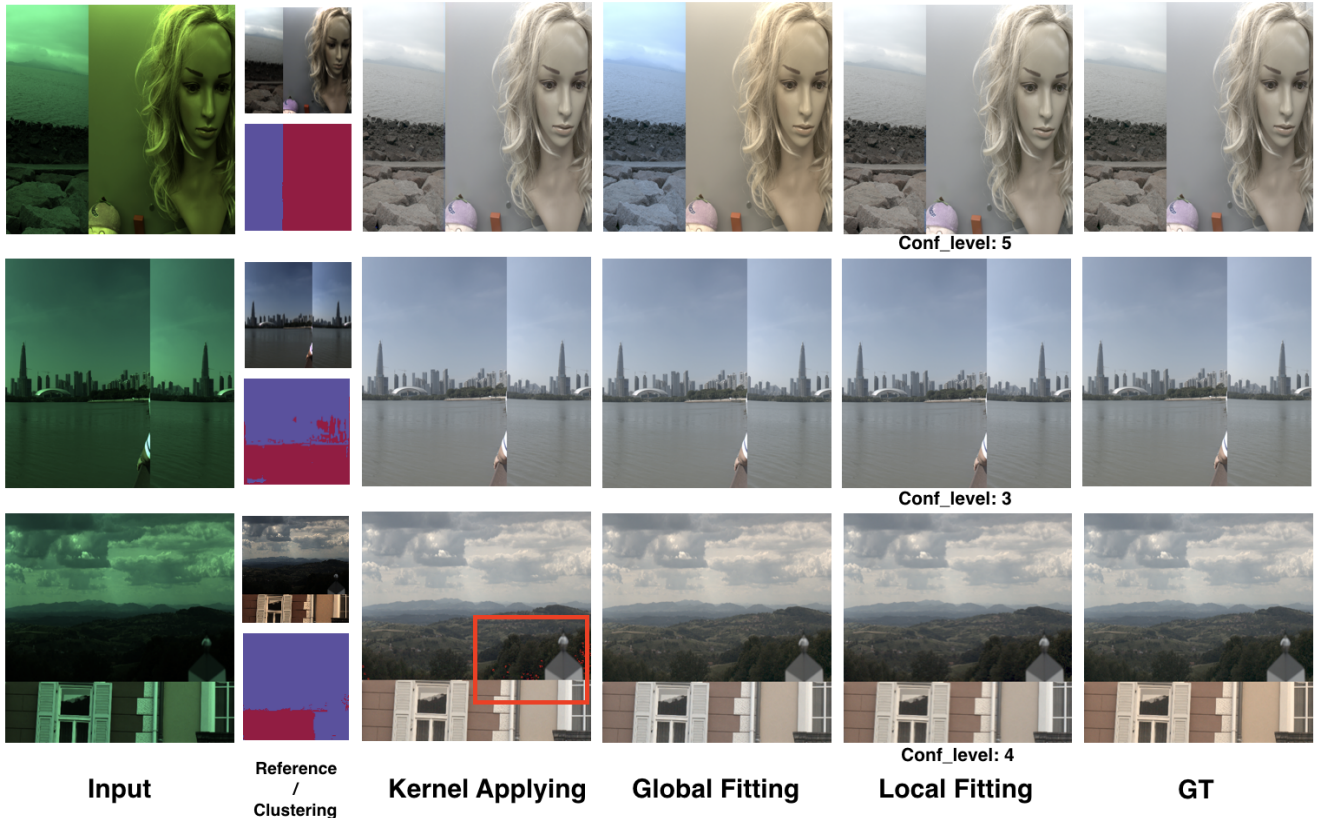 Conf_level: 5
Conf_level: 3
Conf_level: 4
Input
Reference
/
Clustering
Kernel Applying
Global Fitting
Local Fitting
GT